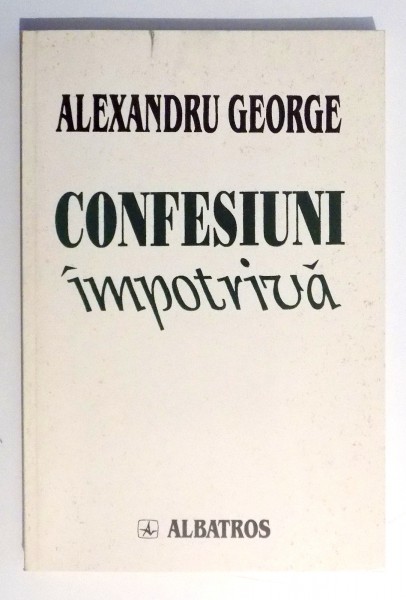 ALEXANDRU GEORGE
CONFESIUNI
împotrivă
ALBATROS